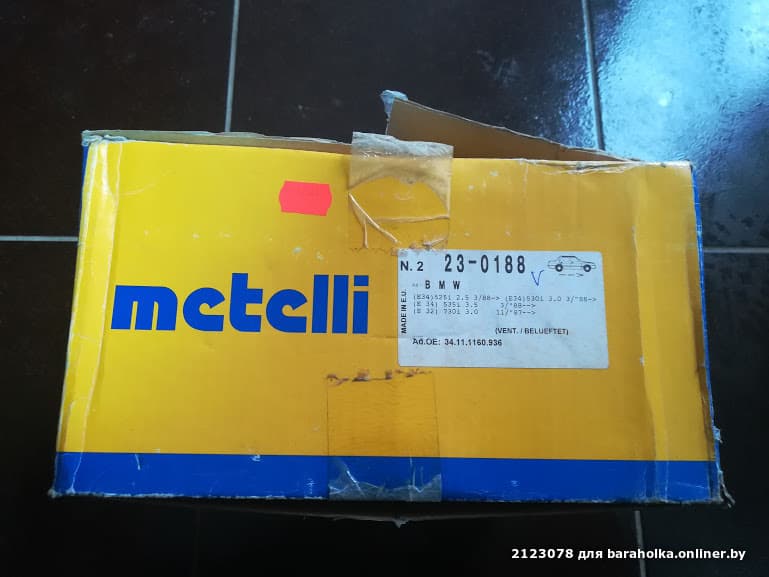 metelli
N. 2 23-0188
BMW
(E34)525i 2.5 3/88-> (E34)530i 3.0 3/"88->
(E 34) 535i 3.5 3/"88-->
(E 32) 730i 3.0 11/"87-->
(VENT. / BELUEFTET)
Ad.OE: 34.11.1160.936
MADE IN E.U.
2123078 для baraholka.onliner.by